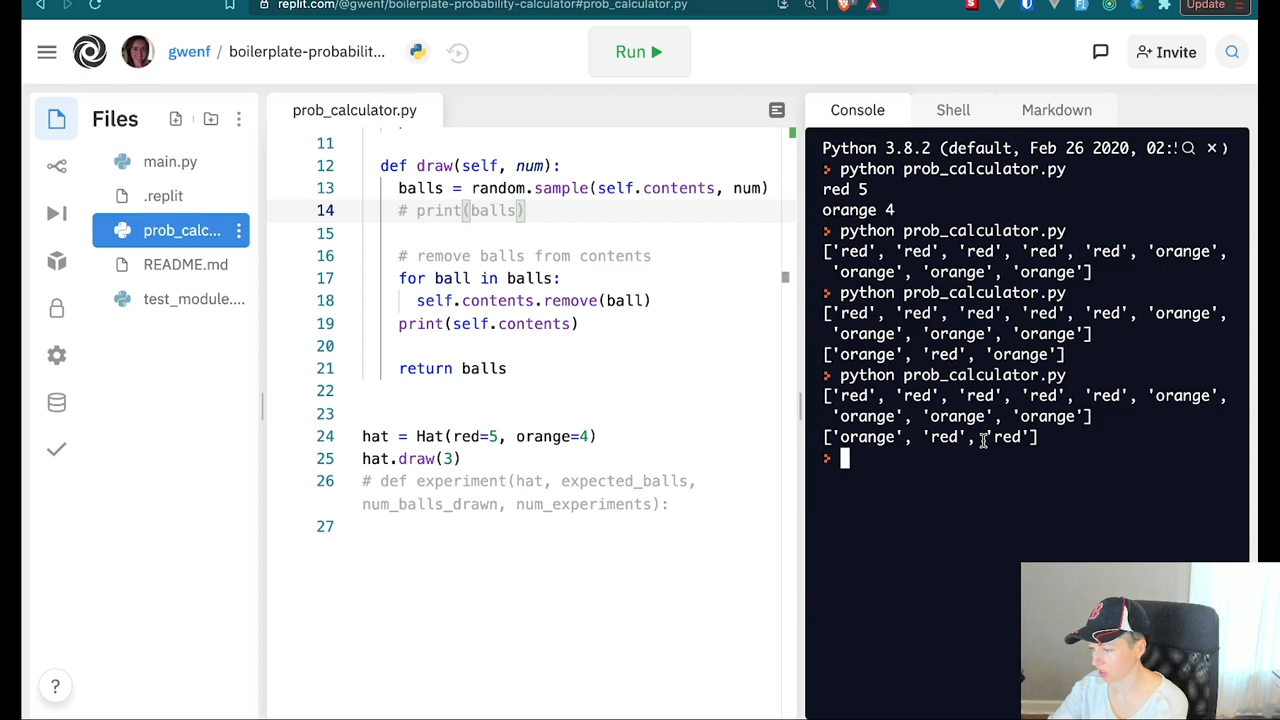 replit.com/@gwenf/boilerplate-probability-calculator#prob_calculator.py
Update
gwenf / boilerplate-probabilit...
Run
Invite
Files
main.py
.replit
prob_calc...
README.md
test_module....
prob_calculator.py
11
12 def draw(self, num):
13 balls = random.sample(self.contents, num)
14 # print(balls)
15
16 # remove balls from contents
17 for ball in balls:
18 self.contents.remove(ball)
19 print(self.contents)
20
21 return balls
22
23
24 hat = Hat(red=5, orange=4)
25 hat.draw(3)
26 # def experiment(hat, expected_balls,
num_balls_drawn, num_experiments):
27
?
Console Shell Markdown
Python 3.8.2 (default, Feb 26 2020, 02:
python prob_calculator.py
red 5
orange 4
python prob_calculator.py
['red', 'red', 'red', 'red', 'red', 'orange',
'orange', 'orange', 'orange']
python prob_calculator.py
['red', 'red', 'red', 'red', 'red', 'orange',
'orange', 'orange', 'orange']
['orange', 'red', 'orange']
python prob_calculator.py
['red', 'red', 'red', 'red', 'red', 'orange',
'orange', 'orange', 'orange']
['orange', 'red', 'red']